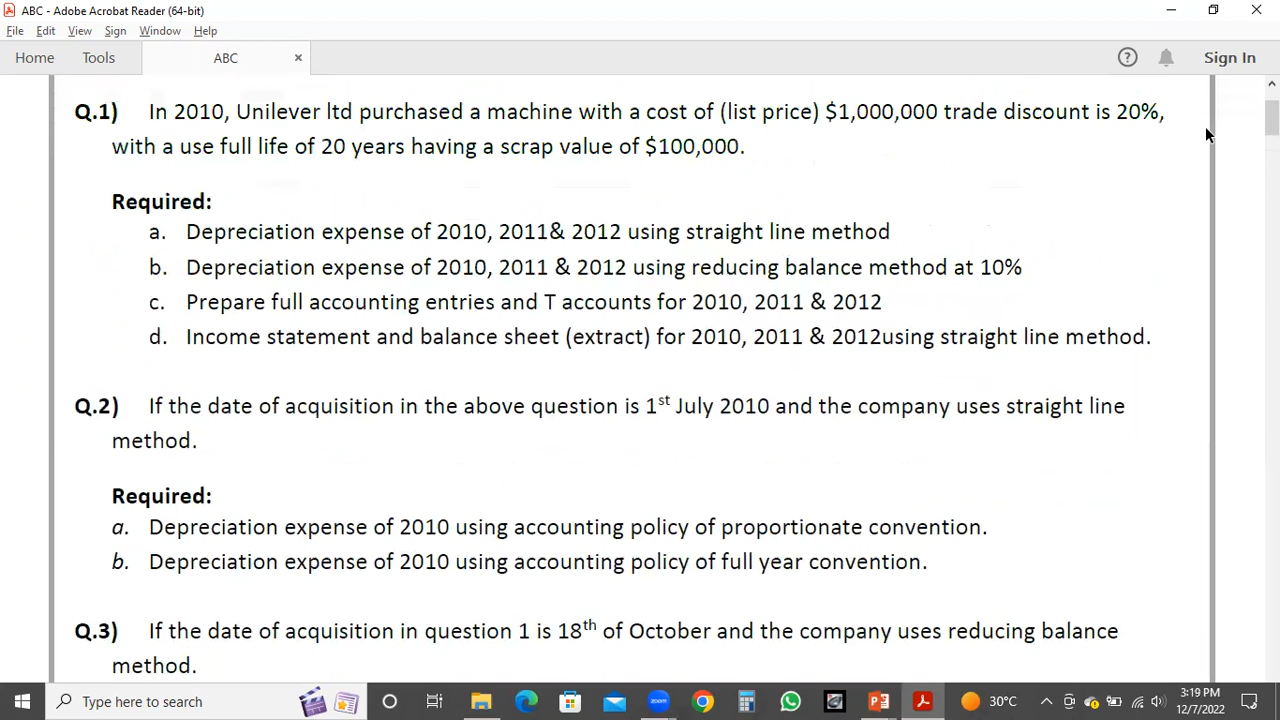 ABC - Adobe Acrobat Reader (64-bit)
File Edit View Sign Window Help
Home Tools ABC × Sign In
Q.1) In 2010, Unilever ltd purchased a machine with a cost of (list price) $1,000,000 trade discount is 20%,
with a use full life of 20 years having a scrap value of $100,000.
Required:
a. Depreciation expense of 2010, 2011& 2012 using straight line method
b. Depreciation expense of 2010, 2011 & 2012 using reducing balance method at 10%
c. Prepare full accounting entries and T accounts for 2010, 2011 & 2012
d. Income statement and balance sheet (extract) for 2010, 2011 & 2012using straight line method.
Q.2) If the date of acquisition in the above question is 1st July 2010 and the company uses straight line
method.
Required:
a. Depreciation expense of 2010 using accounting policy of proportionate convention.
b. Depreciation expense of 2010 using accounting policy of full year convention.
Q.3) If the date of acquisition in question 1 is 18th of October and the company uses reducing balance
method.
Type here to search zoom 30°C 3:19 PM
12/7/2022